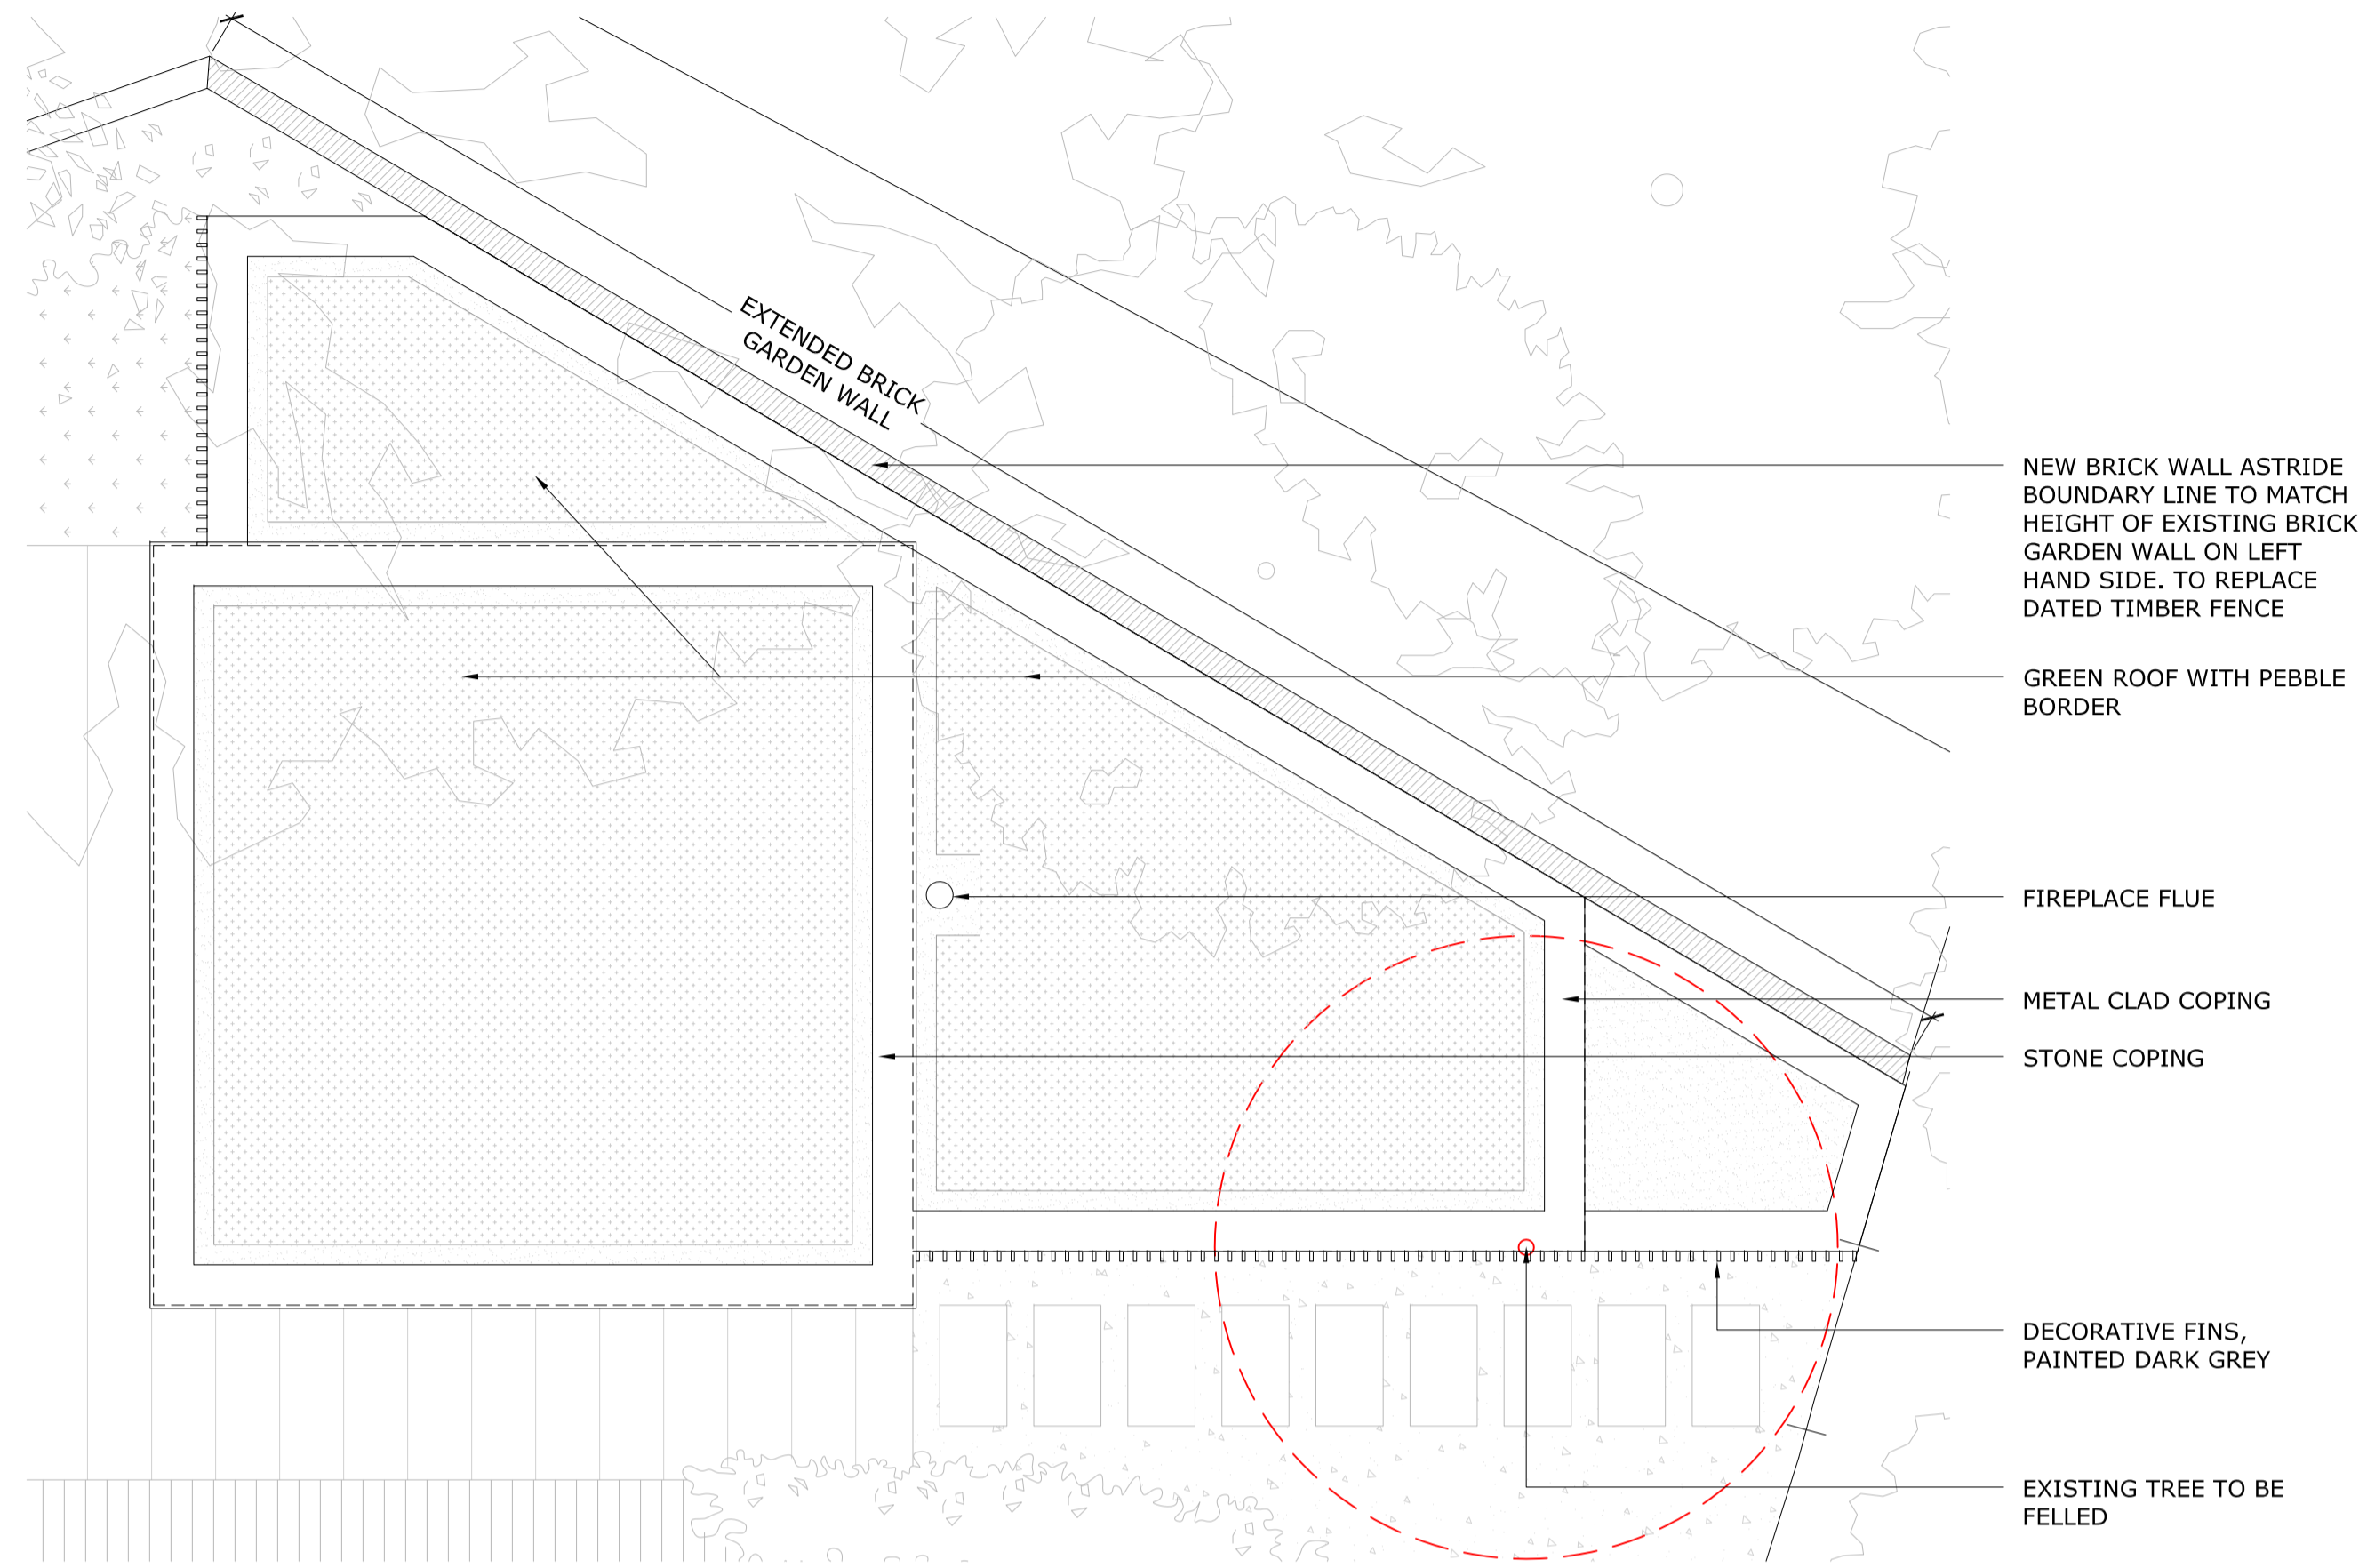 EXTENDED BRICK
GARDEN WALL
NEW BRICK WALL ASTRIDE
BOUNDARY LINE TO MATCH
HEIGHT OF EXISTING BRICK
GARDEN WALL ON LEFT
HAND SIDE. TO REPLACE
DATED TIMBER FENCE
GREEN ROOF WITH PEBBLE
BORDER
FIREPLACE FLUE
METAL CLAD COPING
STONE COPING
DECORATIVE FINS,
PAINTED DARK GREY
EXISTING TREE TO BE
FELLED